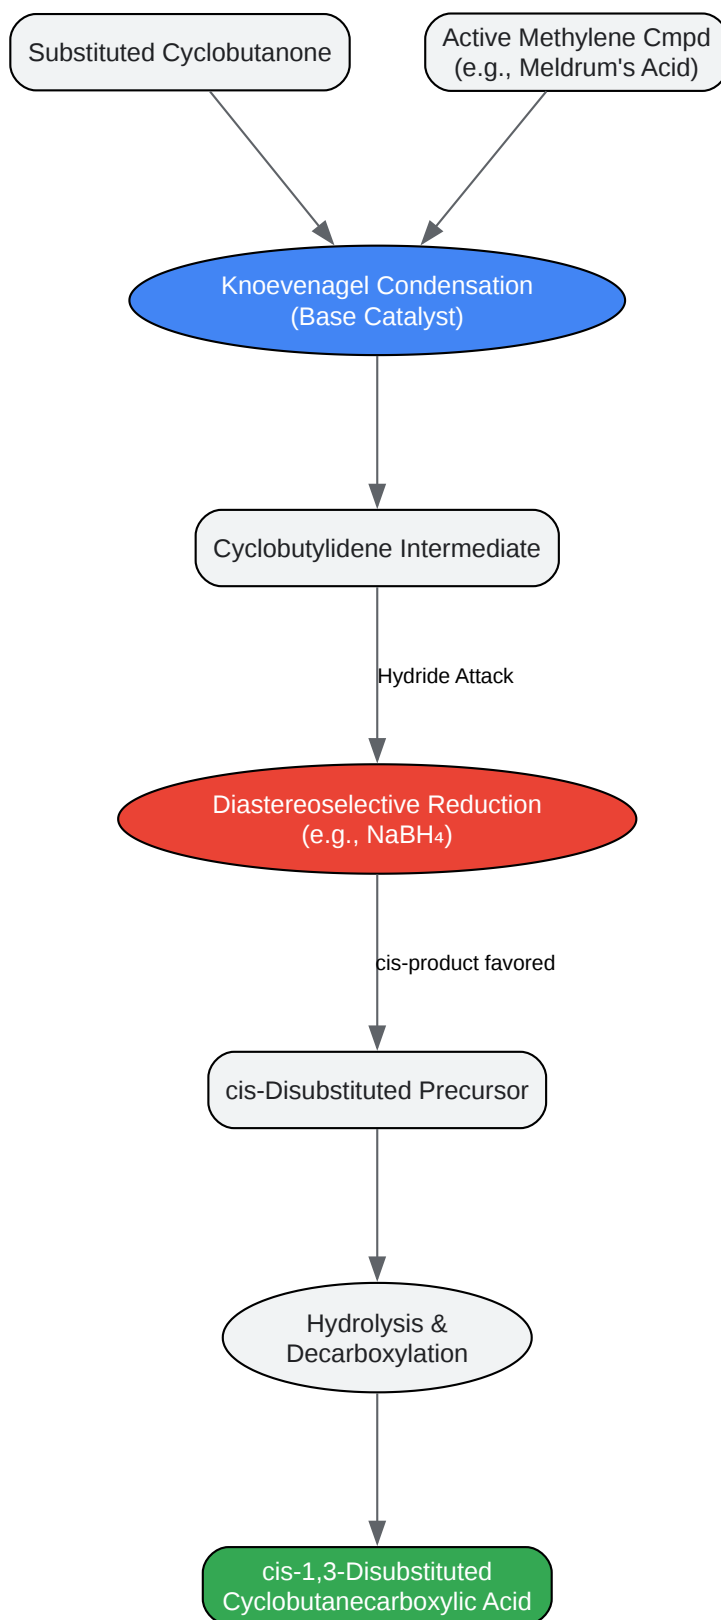 Substituted Cyclobutanone
Active Methylene Cmpd
(e.g., Meldrum's Acid)
Knoevenagel Condensation
(Base Catalyst)
Cyclobutylidene Intermediate
Hydride Attack
Diastereoselective Reduction
(e.g., NaBH₄)
cis-product favored
cis-Disubstituted Precursor
Hydrolysis &
Decarboxylation
cis-1,3-Disubstituted
Cyclobutanecarboxylic Acid